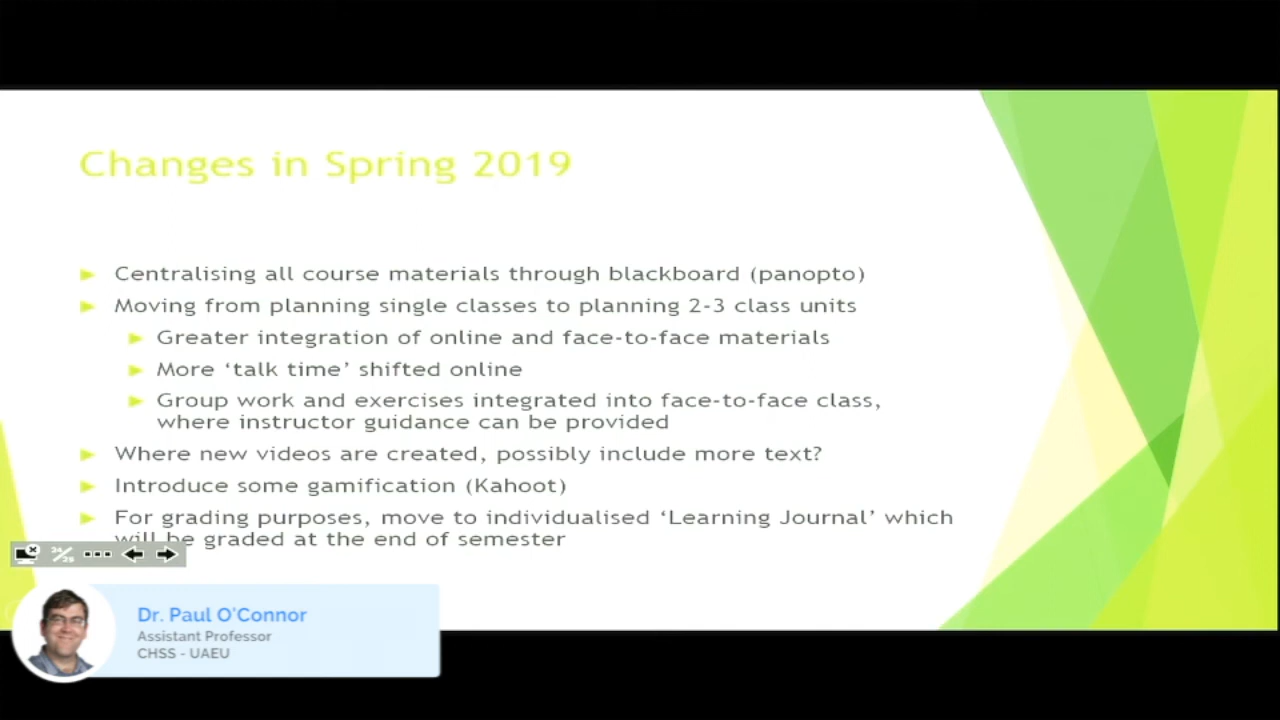 Changes in Spring 2019
Centralising all course materials through blackboard (panopto)
Moving from planning single classes to planning 2-3 class units
Greater integration of online and face-to-face materials
More ‘talk time’ shifted online
Group work and exercises integrated into face-to-face class,
where instructor guidance can be provided
Where new videos are created, possibly include more text?
Introduce some gamification (Kahoot)
For grading purposes, move to individualised ‘Learning Journal’ which
will be graded at the end of semester
Dr. Paul O'Connor
Assistant Professor
CHSS - UAEU